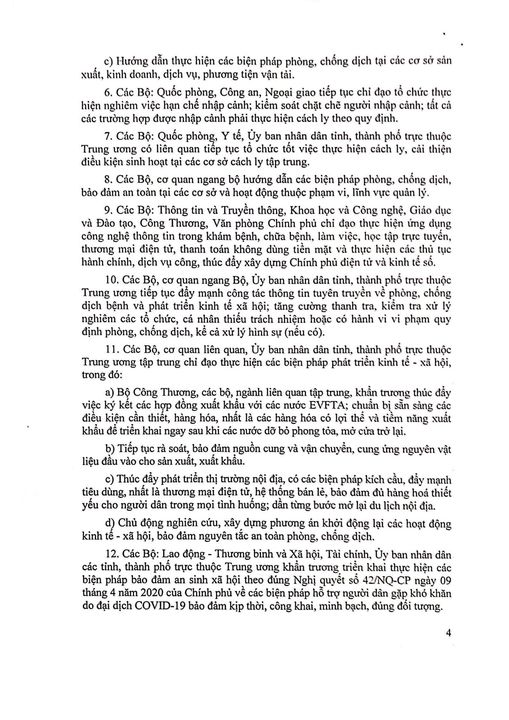 c) Hướng dẫn thực hiện các biện pháp phòng, chống dịch tại các cơ sở sản
xuất, kinh doanh, dịch vụ, phương tiện vận tải.
6. Các Bộ: Quốc phòng, Công an, Ngoại giao tiếp tục chỉ đạo tổ chức thực
hiện nghiêm việc hạn chế nhập cảnh; kiểm soát chặt chẽ người nhập cảnh; tất cả
các trường hợp được nhập cảnh phải thực hiện cách ly theo quy định.
7. Các Bộ: Quốc phòng, Y tế, Ủy ban nhân dân tỉnh, thành phố trực thuộc
Trung ương có liên quan tiếp tục tổ chức tốt việc thực hiện cách ly, cải thiện
điều kiện sinh hoạt tại các cơ sở cách ly tập trung.
8. Các Bộ, cơ quan ngang bộ hướng dẫn các biện pháp phòng, chống dịch,
bảo đảm an toàn tại các cơ sở và hoạt động thuộc phạm vi, lĩnh vực quản lý.
9. Các Bộ: Thông tin và Truyền thông, Khoa học và Công nghệ, Giáo dục
và Đào tạo, Công Thương, Văn phòng Chính phủ chỉ đạo thực hiện ứng dụng
công nghệ thông tin trong khám bệnh, chữa bệnh, làm việc, học tập trực tuyến,
thương mại điện tử, thanh toán không dùng tiền mặt và thực hiện các thủ tục
hành chính, dịch vụ công, thúc đẩy xây dựng Chính phủ điện tử và kinh tế số.
10. Các Bộ, cơ quan ngang Bộ, Ủy ban nhân dân tỉnh, thành phố trực thuộc
Trung ương tiếp tục đẩy mạnh công tác thông tin tuyên truyền về phòng, chống
dịch bệnh và phát triển kinh tế xã hội; tăng cường thanh tra, kiểm tra xử lý
nghiêm các tổ chức, cá nhân thiếu trách nhiệm hoặc có hành vi vi phạm quy
định phòng, chống dịch, kể cả xử lý hình sự (nếu có).
11. Các Bộ, cơ quan liên quan, Ủy ban nhân dân tỉnh, thành phố trực thuộc
Trung ương tập trung chỉ đạo thực hiện các biện pháp phát triển kinh tế - xã hội,
trong đó:
a) Bộ Công Thương, các bộ, ngành liên quan tập trung, khẩn trương thúc đẩy
việc ký kết các hợp đồng xuất khẩu với các nước EVFTA; chuẩn bị sẵn sàng các
điều kiện cần thiết, hàng hóa, nhất là các hàng hóa có lợi thế và tiềm năng xuất
khẩu để triển khai ngay sau khi các nước dỡ bỏ phong tỏa, mở cửa trở lại.
b) Tiếp tục rà soát, bảo đảm nguồn cung và vận chuyển, cung ứng nguyên vật
liệu đầu vào cho sản xuất, xuất khẩu.
c) Thúc đẩy phát triển thị trường nội địa, có các biện pháp kích cầu, đẩy mạnh
tiêu dùng, nhất là thương mại điện tử, hệ thống bán lẻ, bảo đảm đủ hàng hoá thiết
yếu cho người dân trong mọi tình huống; dần từng bước mở lại du lịch nội địa.
d) Chủ động nghiên cứu, xây dựng phương án khởi động lại các hoạt động
kinh tế - xã hội, bảo đảm nguyên tắc an toàn phòng, chống dịch.
12. Các Bộ: Lao động - Thương binh và Xã hội, Tài chính, Ủy ban nhân dân
các tỉnh, thành phố trực thuộc Trung ương khẩn trương triển khai thực hiện các
biện pháp bảo đảm an sinh xã hội theo đúng Nghị quyết số 42/NQ-CP ngày 09
tháng 4 năm 2020 của Chính phủ về các biện pháp hỗ trợ người dân gặp khó khăn
do đại dịch COVID-19 bảo đảm kịp thời, công khai, minh bạch, đúng đối tượng.
4